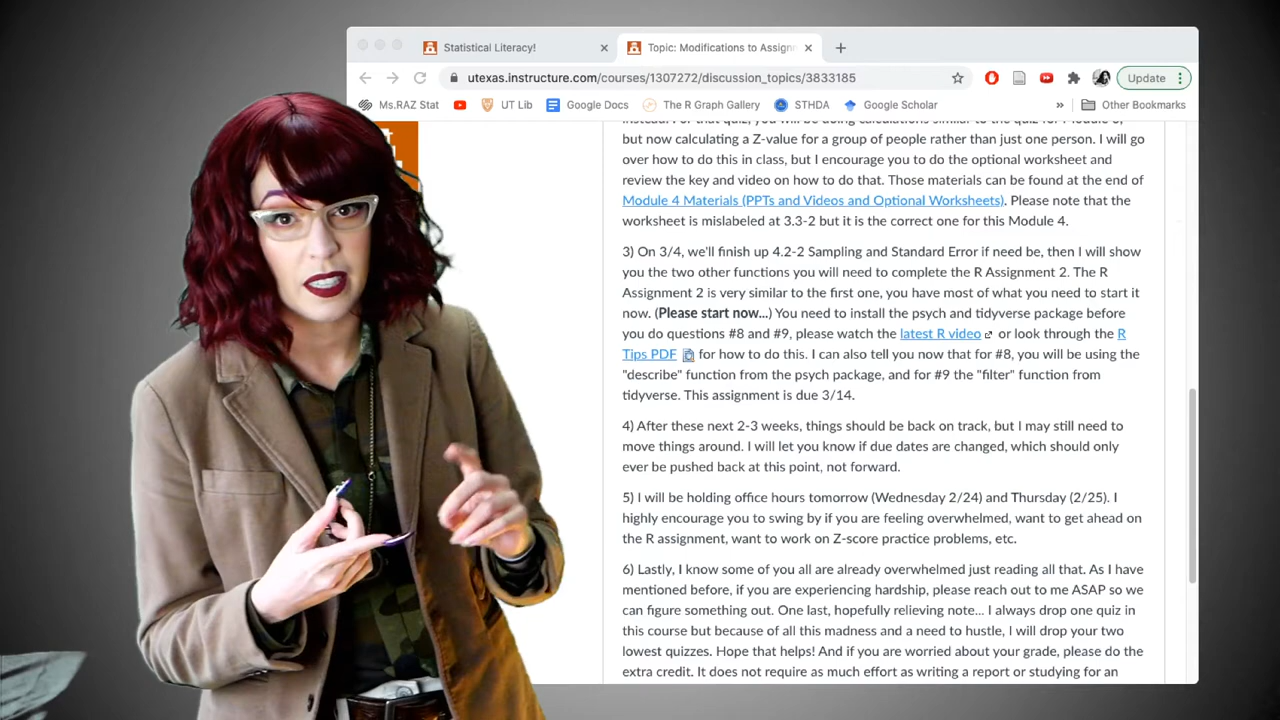 Statistical Literacy!
Topic: Modifications to Assignm
utexas.instructure.com/courses/1307272/discussion_topics/3833185
Update
Ms.RAZ Stat
UT Lib
Google Docs
The R Graph Gallery
STHDA
Google Scholar
»
Other Bookmarks
but now calculating a Z-value for a group of people rather than just one person. I will go
over how to do this in class, but I encourage you to do the optional worksheet and
review the key and video on how to do that. Those materials can be found at the end of
Module 4 Materials (PPTs and Videos and Optional Worksheets). Please note that the
worksheet is mislabeled at 3.3-2 but it is the correct one for this Module 4.
3) On 3/4, we'll finish up 4.2-2 Sampling and Standard Error if need be, then I will show
you the two other functions you will need to complete the R Assignment 2. The R
Assignment 2 is very similar to the first one, you have most of what you need to start it
now. (Please start now...) You need to install the psych and tidyverse package before
you do questions #8 and #9, please watch the latest R video or look through the R
Tips PDF for how to do this. I can also tell you now that for #8, you will be using the
"describe" function from the psych package, and for #9 the "filter" function from
tidyverse. This assignment is due 3/14.
4) After these next 2-3 weeks, things should be back on track, but I may still need to
move things around. I will let you know if due dates are changed, which should only
ever be pushed back at this point, not forward.
5) I will be holding office hours tomorrow (Wednesday 2/24) and Thursday (2/25). I
highly encourage you to swing by if you are feeling overwhelmed, want to get ahead on
the R assignment, want to work on Z-score practice problems, etc.
6) Lastly, I know some of you all are already overwhelmed just reading all that. As I have
mentioned before, if you are experiencing hardship, please reach out to me ASAP so we
can figure something out. One last, hopefully relieving note... I always drop one quiz in
this course but because of all this madness and a need to hustle, I will drop your two
lowest quizzes. Hope that helps! And if you are worried about your grade, please do the
extra credit. It does not require as much effort as writing a report or studying for an